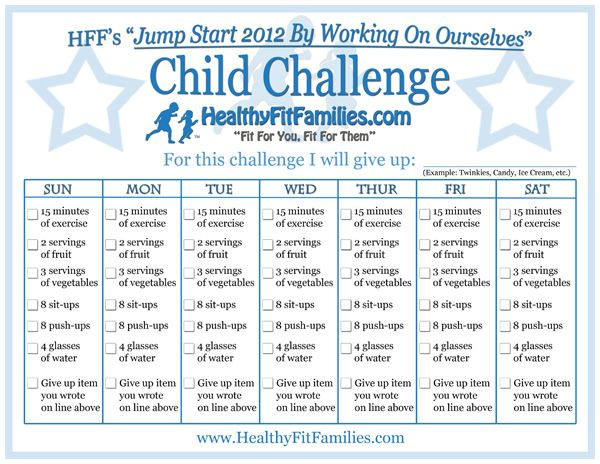 HFF's "Jump Start 2012 By Working On Ourselves"
Child Challenge
HealthyFitFamilies.com
™
"Fit For You, Fit For Them"
For this challenge I will give up:
(Example: Twinkies, Candy, Ice Cream, etc.)
SUN MON TUE WED THUR FRI SAT
15 minutes 15 minutes 15 minutes 15 minutes 15 minutes 15 minutes 15 minutes
of exercise of exercise of exercise of exercise of exercise of exercise of exercise
2 servings 2 servings 2 servings 2 servings 2 servings 2 servings 2 servings
of fruit of fruit of fruit of fruit of fruit of fruit of fruit
3 servings 3 servings 3 servings 3 servings 3 servings 3 servings 3 servings
of vegetables of vegetables of vegetables of vegetables of vegetables of vegetables of vegetables
8 sit-ups 8 sit-ups 8 sit-ups 8 sit-ups 8 sit-ups 8 sit-ups 8 sit-ups
8 push-ups 8 push-ups 8 push-ups 8 push-ups 8 push-ups 8 push-ups 8 push-ups
4 glasses 4 glasses 4 glasses 4 glasses 4 glasses 4 glasses 4 glasses
of water of water of water of water of water of water of water
Give up item Give up item Give up item Give up item Give up item Give up item Give up item
you wrote you wrote you wrote you wrote you wrote you wrote you wrote
on line above on line above on line above on line above on line above on line above on line above
www.HealthyFitFamilies.com